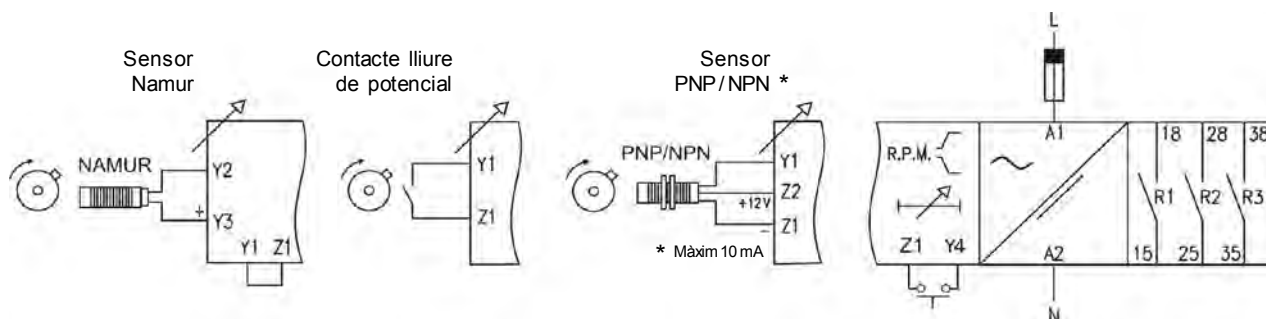 Sensor
Namur
NAMUR
Y2
+
Y3
Y1 Z1
Contacte lliure
de potencial
Y1
Z1
Sensor
PNP/NPN *
PNP/NPN
Y1
Z2
+12V
Z1
−
* Màxim 10 mA
L
R.P.M.
A1
Z1 Y4
A2
N
18 28 38
R1 R2 R3
15 25 35